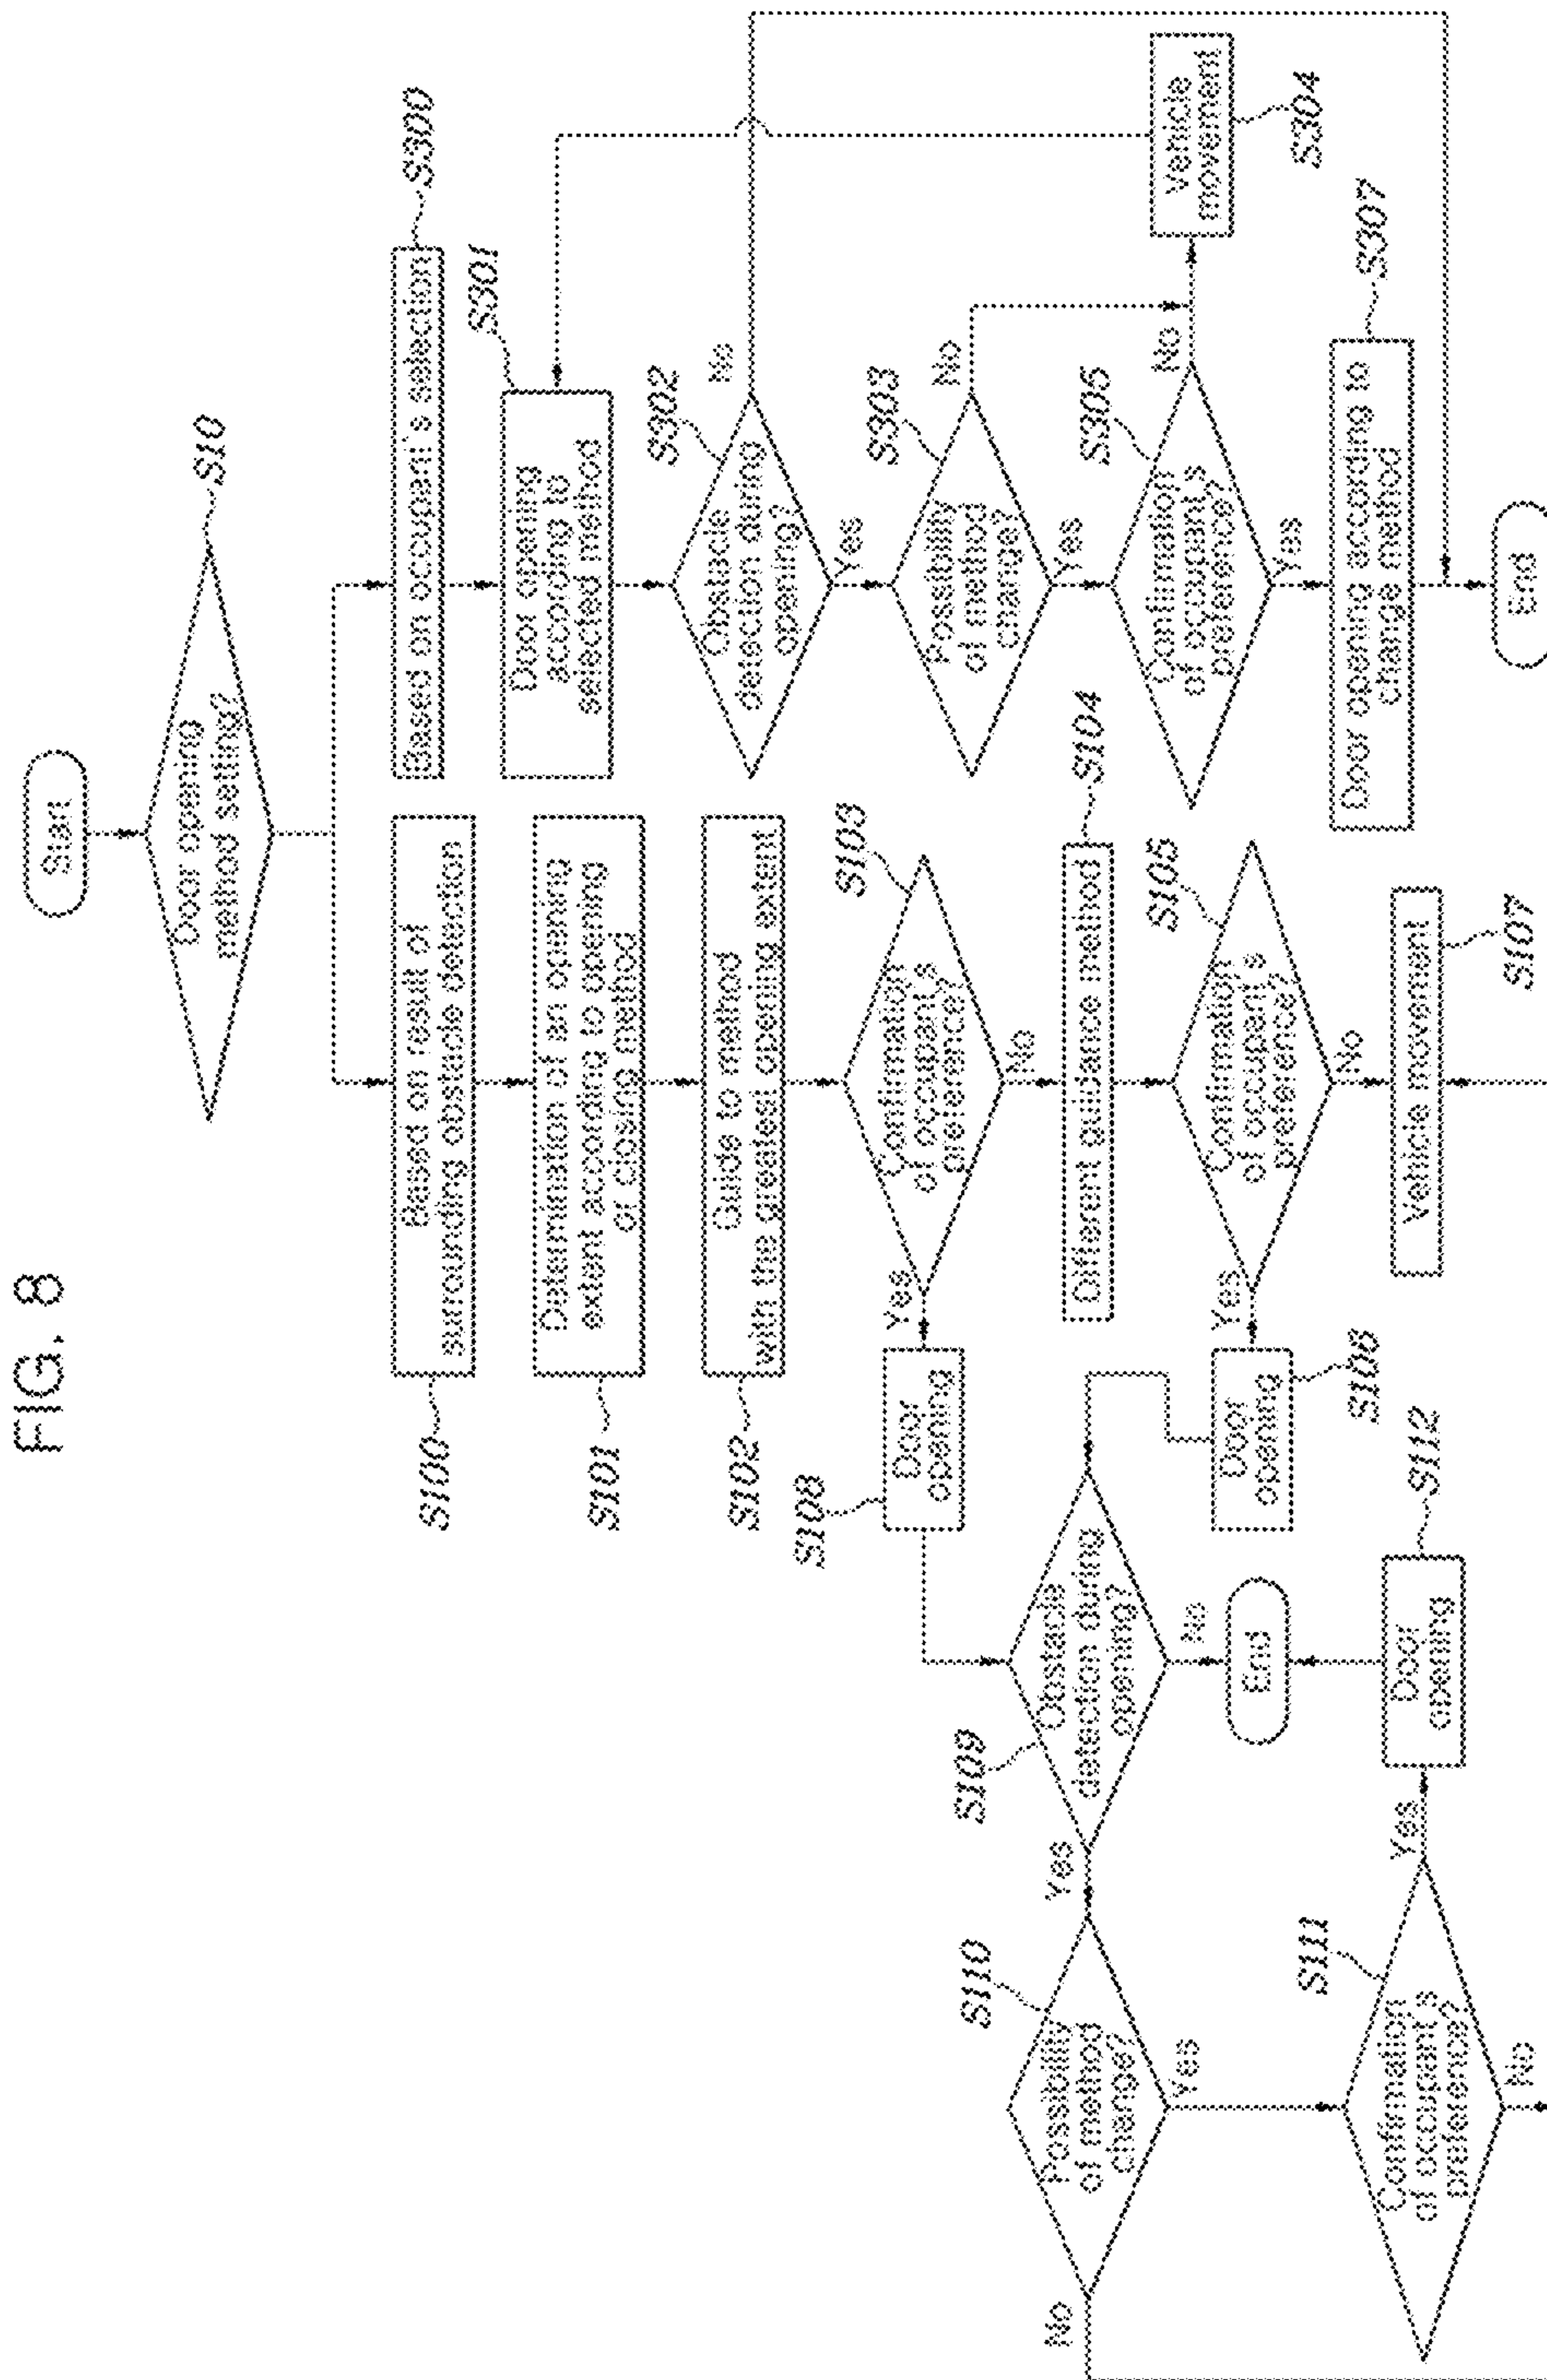 FIG. 8
Start
Door opening
method setting?
S10
Based on result of
surrounding obstacle detection
S100
Determination of an opening
extent according to opening
or closing method
S101
Guide to method
with the greatest opening extent
S102
Confirmation
of occupant's
preference?
S103
Yes
No
Door
opening
S108
Different guidance method
S104
Confirmation
of occupant's
preference?
S105
Yes
No
Door
opening
S106
Vehicle movement
S107
Obstacle
detection during
opening?
S109
Yes
No
End
Possibility
of method
change?
S110
No
Yes
Confirmation
of occupant's
preference?
S111
Yes
No
Door
opening
S112
Based on occupant's selection
S300
Door opening
according to
selected method
S301
Obstacle
detection during
opening?
S302
No
Yes
Possibility
of method
change?
S303
No
Yes
Confirmation
of occupant's
preference?
S305
No
Yes
Vehicle
movement
S304
Door opening according to
change method
S307
End